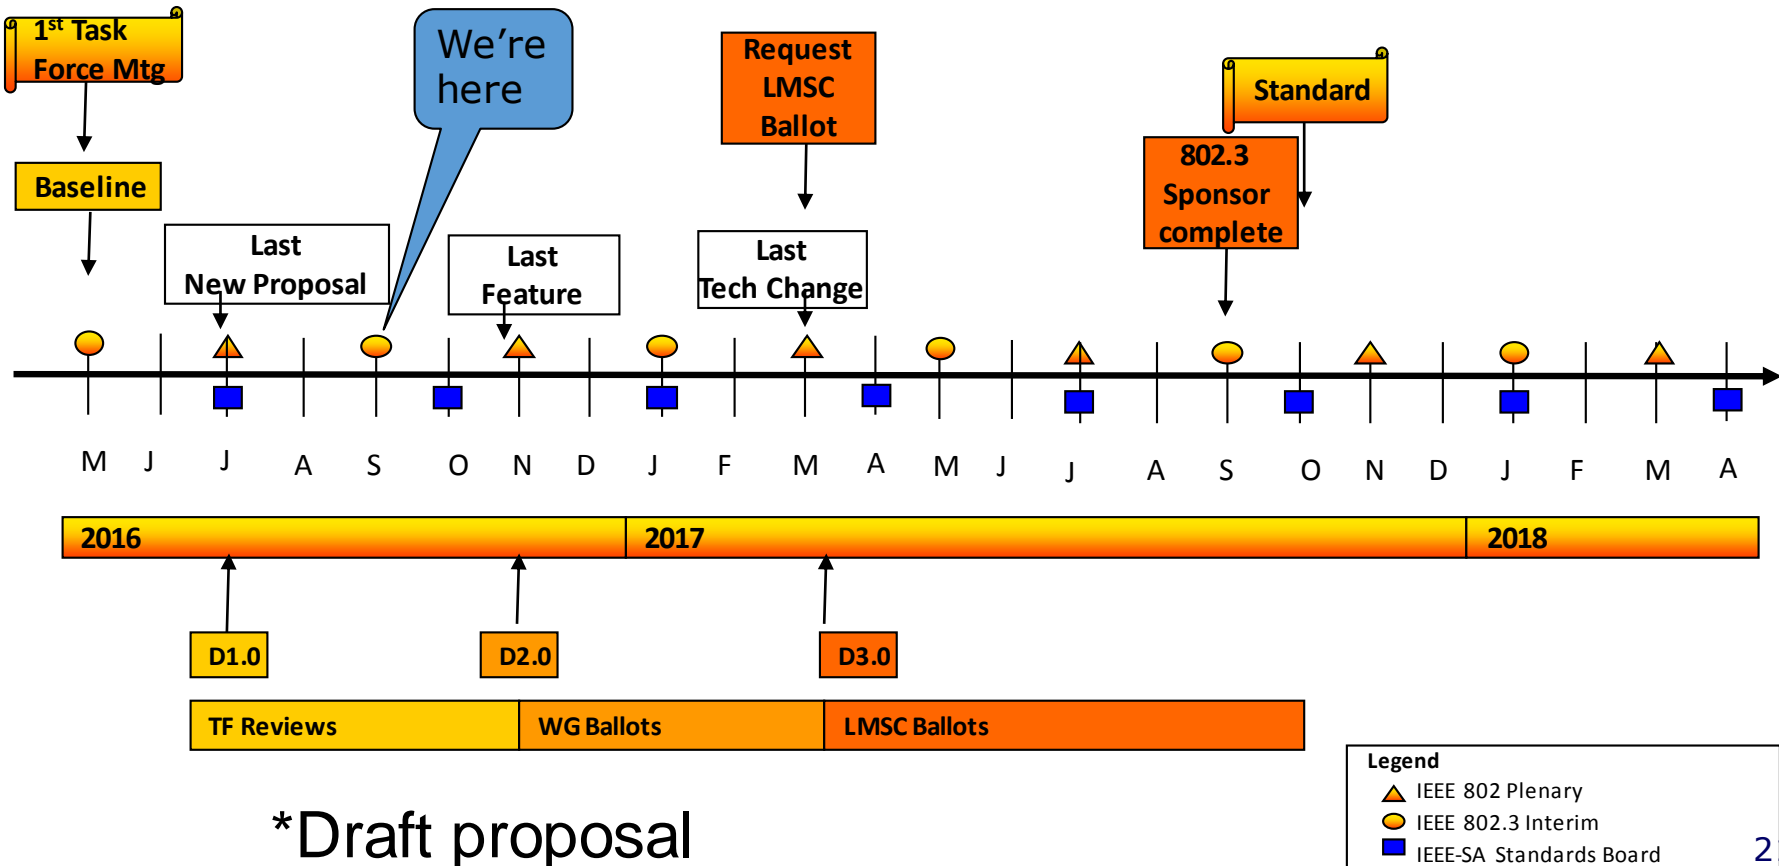 1st Task
Force Mtg
We're
here
Request
LMSC
Ballot
Standard
802.3
Sponsor
complete
Baseline
Last
New Proposal
Last
Feature
Last
Tech Change
M J J A S O N D J F M A M J J A S O N D J F M A
2016 2017 2018
D1.0 D2.0 D3.0
TF Reviews WG Ballots LMSC Ballots
Legend
IEEE 802 Plenary
IEEE 802.3 Interim
IEEE-SA Standards Board
*Draft proposal
2